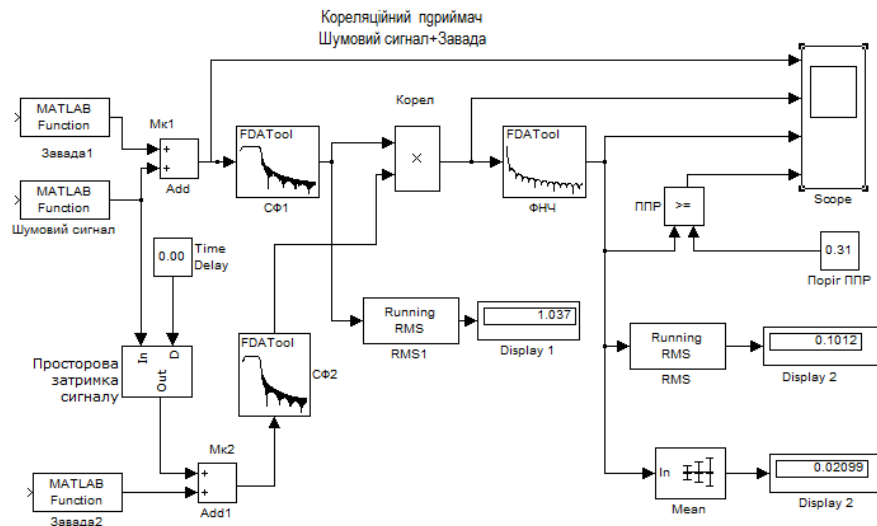 Кореляційний пдриймач
Шумовий сигнал+Завада
MATLAB
Function
Завада1
Мк1
+
+
Add
FDATool
СФ1
Корел
×
FDATool
ФНЧ
Scope
MATLAB
Function
Шумовий сигнал
ППР
>=
0.31
Поріг ППР
0.00
Time
Delay
In
D
Out
Просторова
затримка
сигналу
FDATool
СФ2
Running
RMS
RMS1
1.037
Display 1
Running
RMS
RMS
0.1012
Display 2
Мк2
+
+
Add1
MATLAB
Function
Завада2
In
Mean
0.02099
Display 2